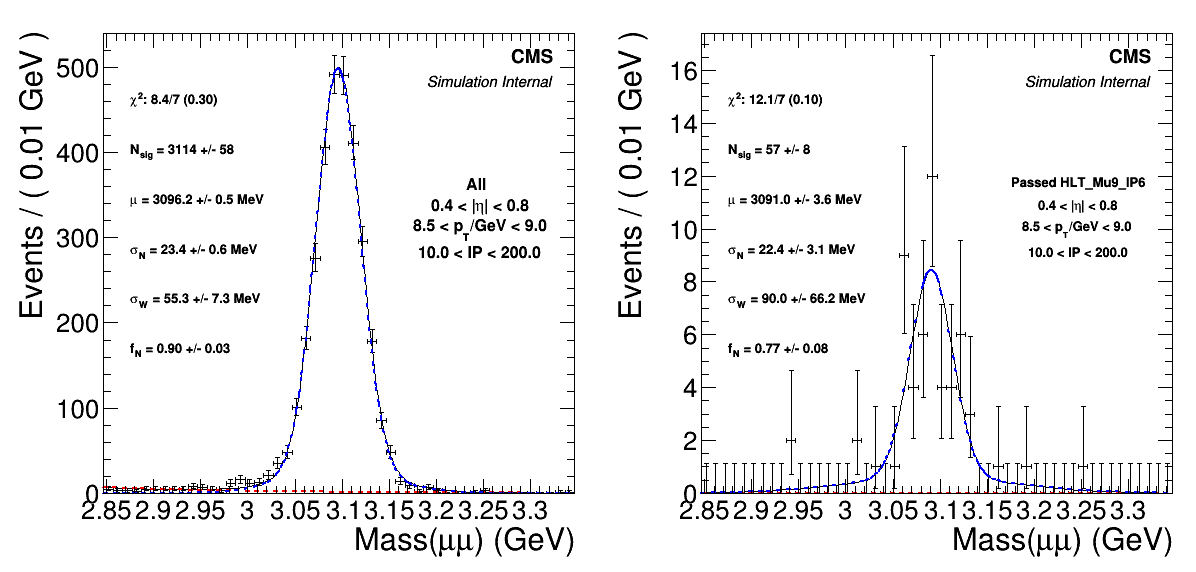 CMS
Simulation Internal
χ²: 8.4/7 (0.30)
N_sig = 3114 +/- 58
μ = 3096.2 +/- 0.5 MeV
σ_N = 23.4 +/- 0.6 MeV
σ_W = 55.3 +/- 7.3 MeV
f_N = 0.90 +/- 0.03
All
0.4 < |η| < 0.8
8.5 < p_T/GeV < 9.0
10.0 < IP < 200.0
Events / ( 0.01 GeV )
500
400
300
200
100
0
2.85 2.9 2.95 3 3.05 3.1 3.15 3.2 3.25 3.3
Mass(μμ) (GeV)
CMS
Simulation Internal
χ²: 12.1/7 (0.10)
N_sig = 57 +/- 8
μ = 3091.0 +/- 3.6 MeV
σ_N = 22.4 +/- 3.1 MeV
σ_W = 90.0 +/- 66.2 MeV
f_N = 0.77 +/- 0.08
Passed HLT_Mu9_IP6
0.4 < |η| < 0.8
8.5 < p_T/GeV < 9.0
10.0 < IP < 200.0
Events / ( 0.01 GeV )
16
14
12
10
8
6
4
2
0
2.85 2.9 2.95 3 3.05 3.1 3.15 3.2 3.25 3.3
Mass(μμ) (GeV)